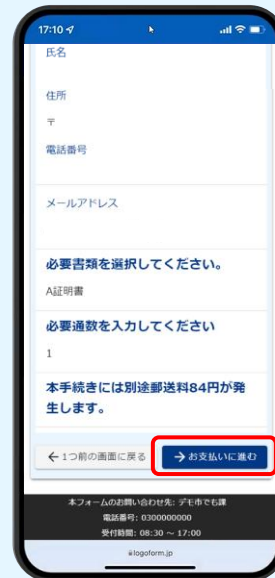 17:10
氏名
住所
〒
電話番号
メールアドレス
必要書類を選択してください。
A証明書
必要通数を入力してください
1
本手続きには別途郵送料84円が発
生します。
←1つ前の画面に戻る
→お支払いに進む
本フォームのお問い合わせ先: デモ市でも課
電話番号: 0300000000
受付時間: 08:30 ～ 17:00
logoform.jp